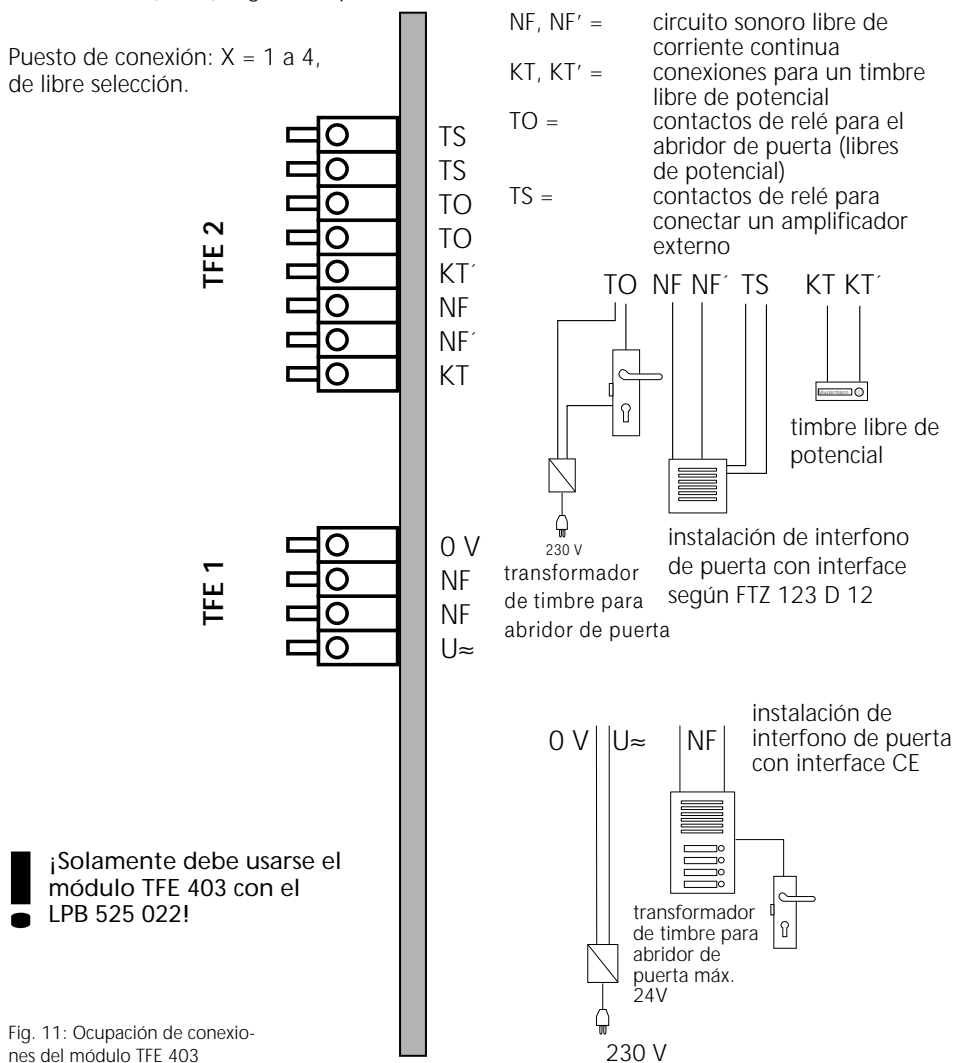 Puesto de conexión: X = 1 a 4,
de libre selección.
NF, NF' = circuito sonoro libre de
corriente continua
KT, KT' = conexiones para un timbre
libre de potencial
TO = contactos de relé para el
abridor de puerta (libres
de potencial)
TS = contactos de relé para
conectar un amplificador
externo
TFE 2
TS
TS
TO
TO
KT´
NF
NF´
KT
TO NF NF´ TS KT KT´
Mustermann
timbre libre de
potencial
230 V
transformador
de timbre para
abridor de puerta
instalación de interfono
de puerta con interface
según FTZ 123 D 12
TFE 1
0 V
NF
NF
U≈
0 V U≈ NF
instalación de
interfono de puerta
con interface CE
transformador
de timbre para
abridor de
puerta máx.
24V
230 V
¡Solamente debe usarse el
módulo TFE 403 con el
LPB 525 022!
Fig. 11: Ocupación de conexio-
nes del módulo TFE 403